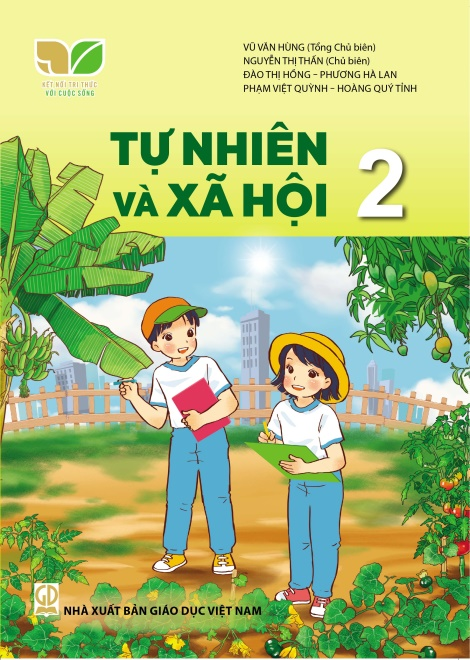 VŨ VĂN HÙNG (Tổng Chủ biên)
NGUYỄN THỊ THẤN (Chủ biên)
ĐÀO THỊ HỒNG – PHƯƠNG HÀ LAN
PHẠM VIỆT QUỲNH – HOÀNG QUÝ TỈNH
KẾT NỐI TRI THỨC
VỚI CUỘC SỐNG
TỰ NHIÊN
VÀ XÃ HỘI 2
GD
NHÀ XUẤT BẢN GIÁO DỤC VIỆT NAM